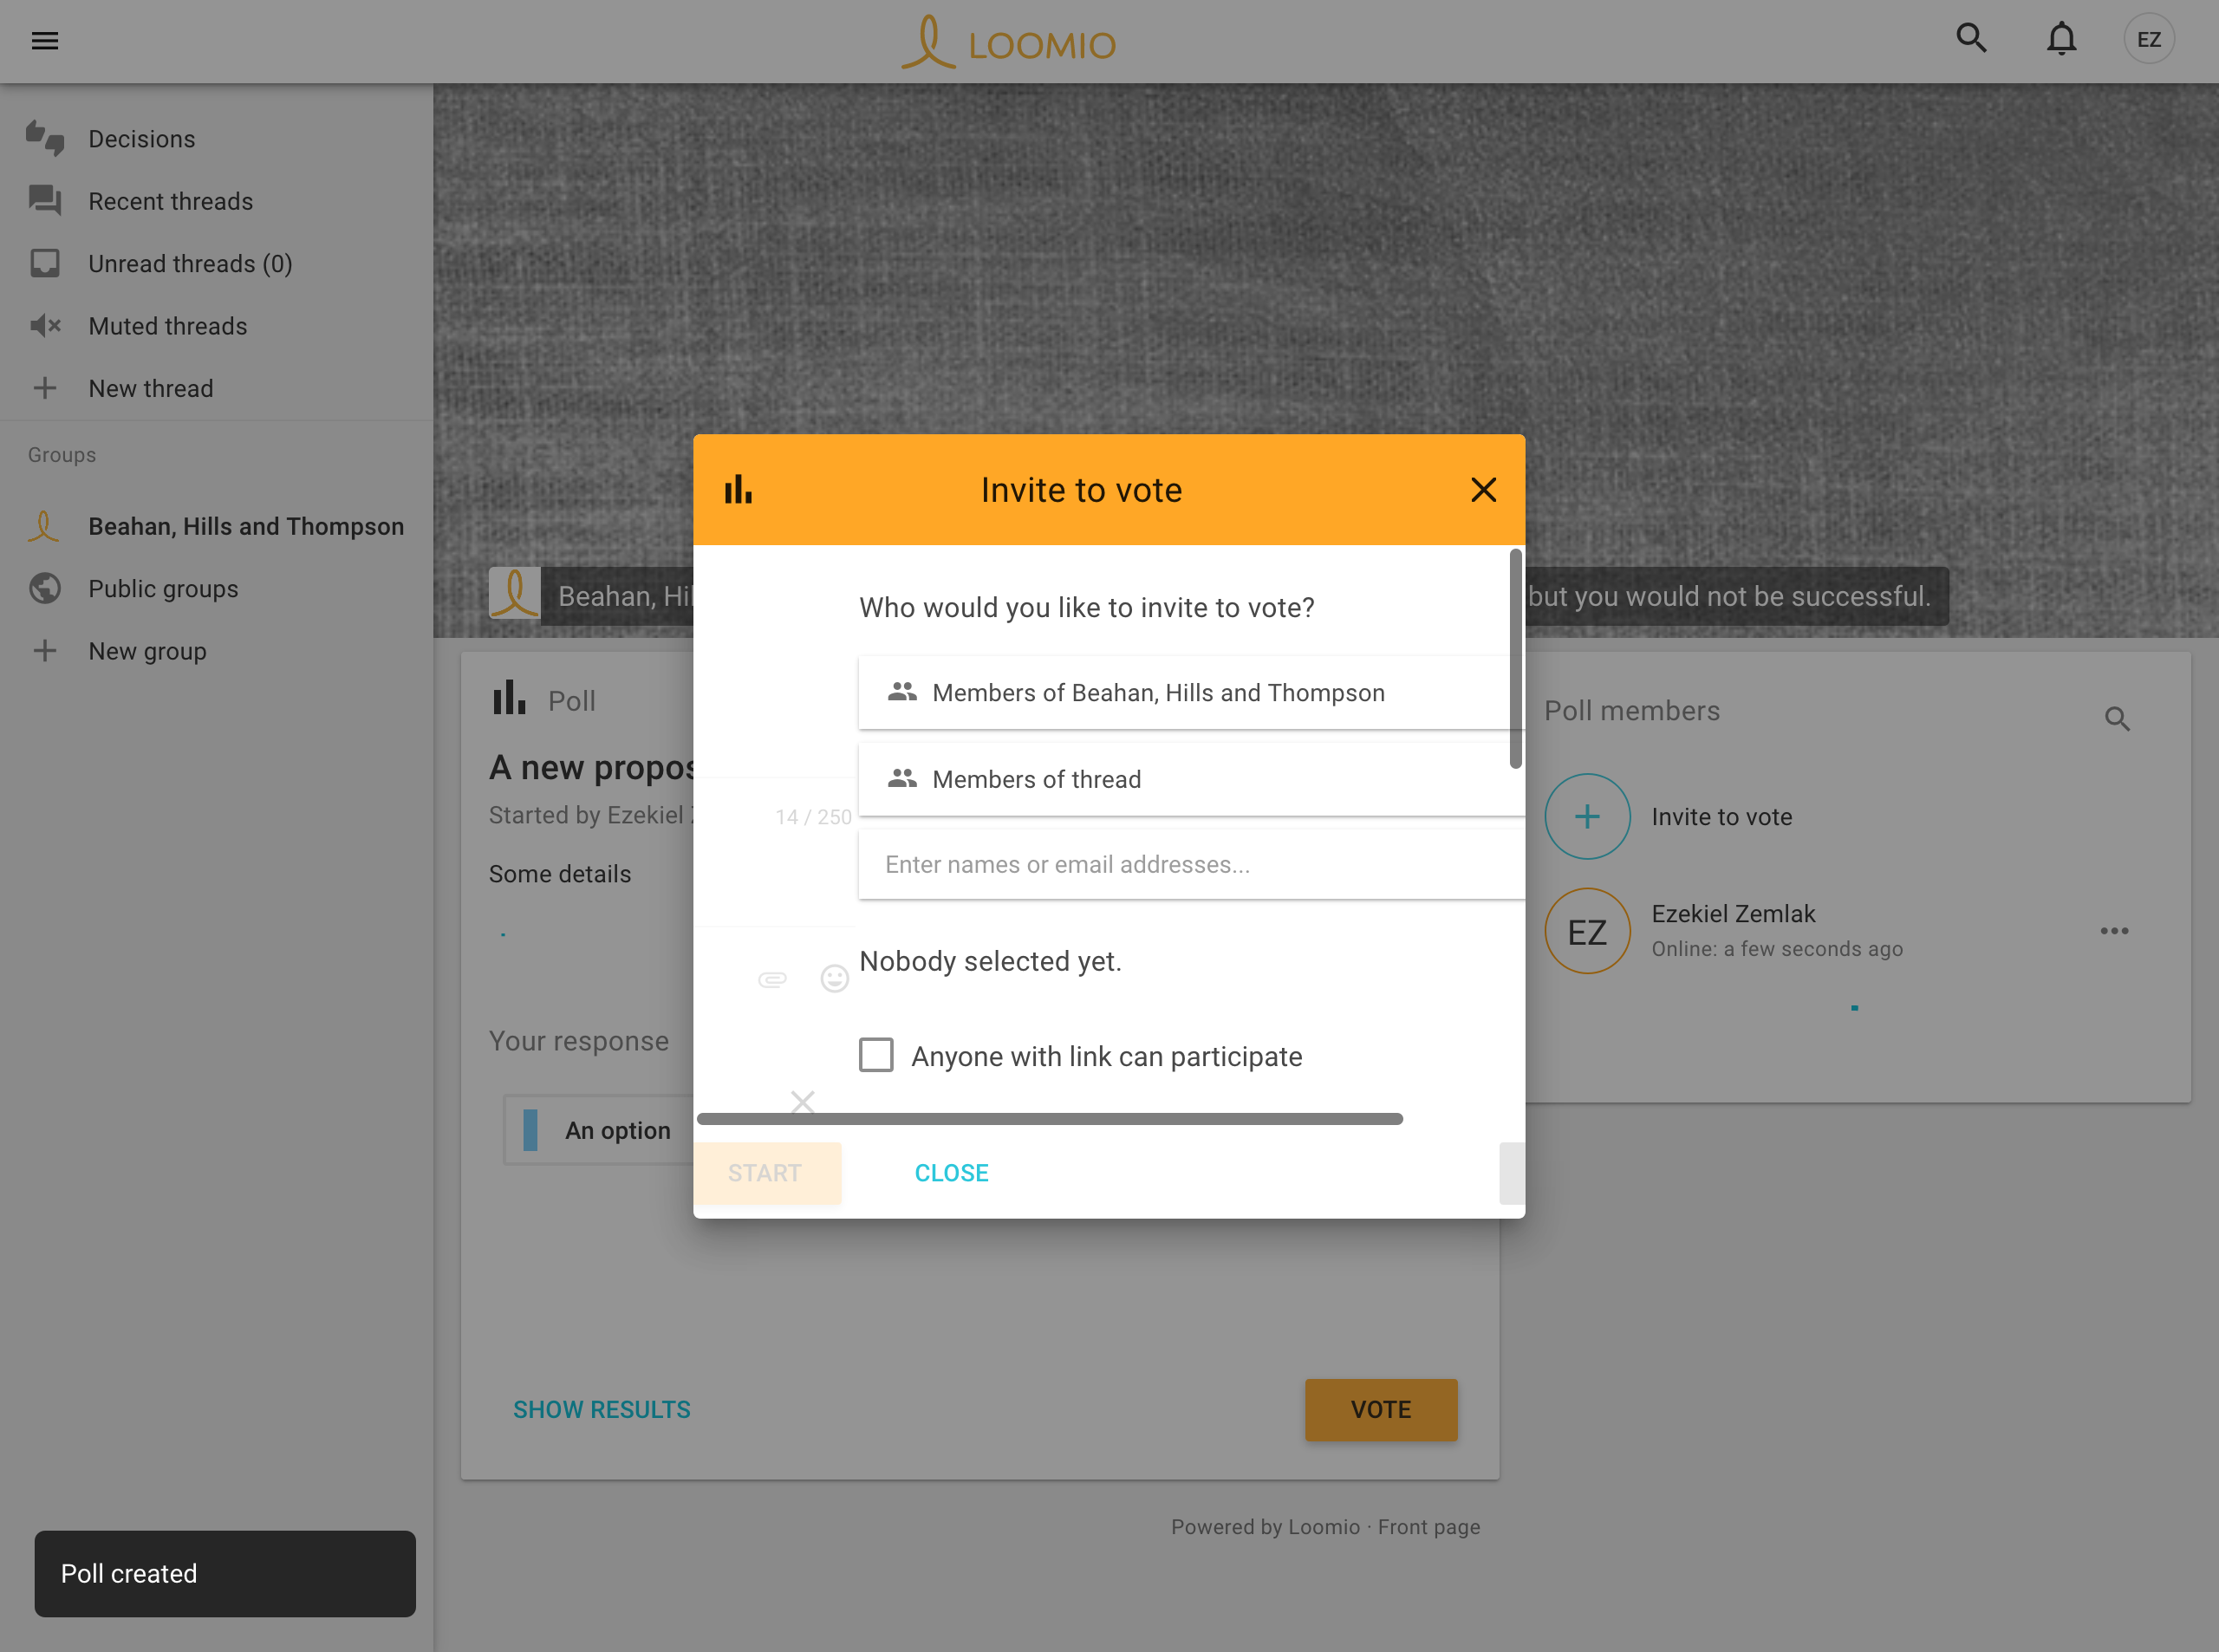 LOOMIO
EZ
Decisions
Recent threads
Unread threads (0)
Muted threads
New thread
Groups
Beahan, Hills and Thompson
Public groups
New group
Beahan, Hil
but you would not be successful.
Poll
A new propos
Started by Ezekiel
Some details
Your response
An option
SHOW RESULTS
VOTE
Invite to vote
Who would you like to invite to vote?
Members of Beahan, Hills and Thompson
Members of thread
14 / 250
Enter names or email addresses...
Nobody selected yet.
Anyone with link can participate
START
CLOSE
Poll members
Invite to vote
EZ
Ezekiel Zemlak
Online: a few seconds ago
Powered by Loomio · Front page
Poll created